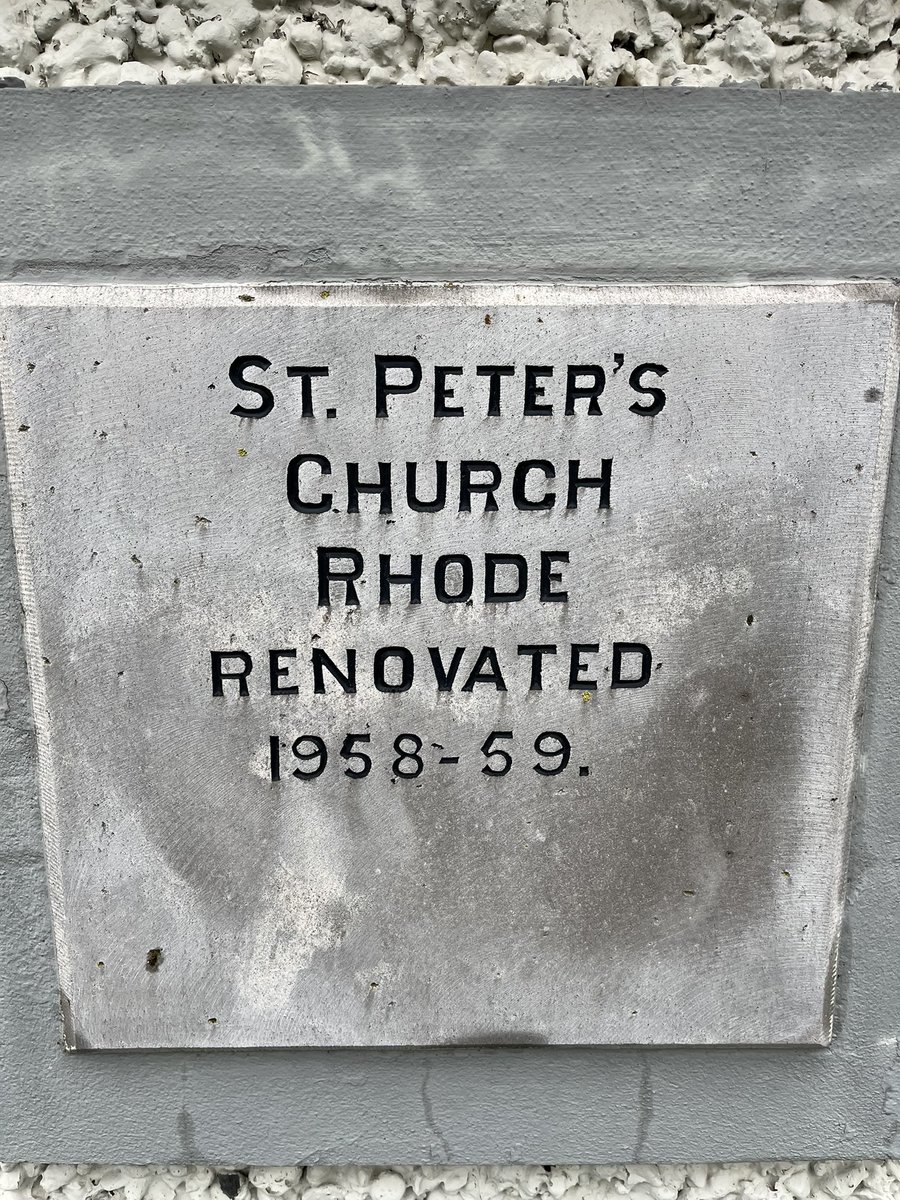 ST. PETER'S
CHURCH
RHODE
RENOVATED
1958-59.